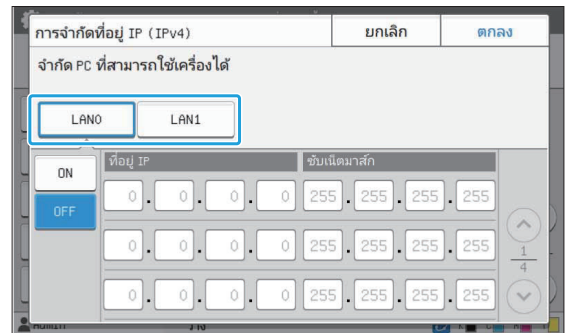 การจำกัดที่อยู่ IP (IPv4) ยกเลิก ตกลง
จำกัด PC ที่สามารถใช้เครื่องได้
LAN0 LAN1
ที่อยู่ IP ซับเน็ตมาส์ก
ON
0 . 0 . 0 . 0 255 . 255 . 255 . 255
OFF
0 . 0 . 0 . 0 255 . 255 . 255 . 255
1
4
0 . 0 . 0 . 0 255 . 255 . 255 . 255